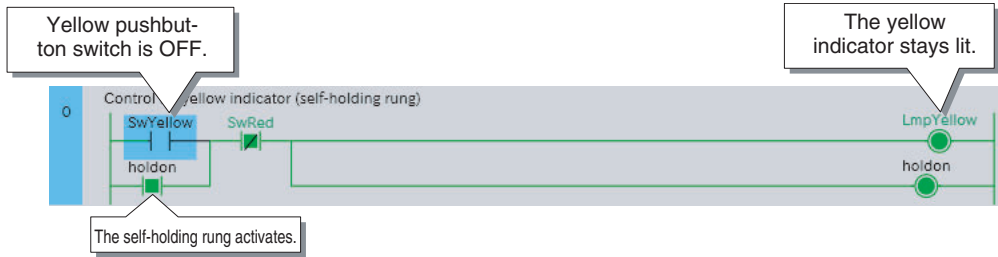 Yellow pushbut-
ton switch is OFF.
The yellow
indicator stays lit.
0
Control yellow indicator (self-holding rung)
SwYellow
SwRed
LmpYellow
holdon
holdon
The self-holding rung activates.